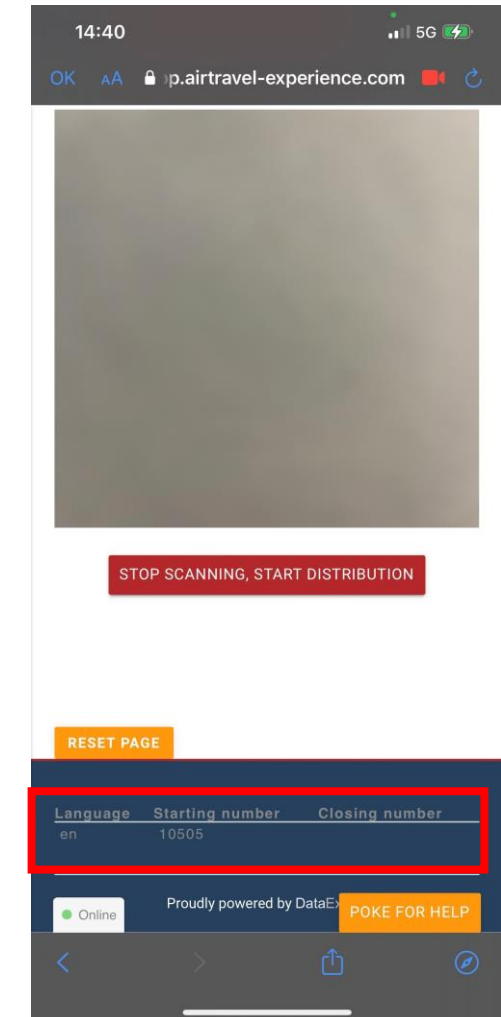 14:40 5G
OK AA p.airtravel-experience.com
STOP SCANNING, START DISTRIBUTION
RESET PAGE
Language Starting number Closing number
en 10505
Online Proudly powered by POKE FOR HELP